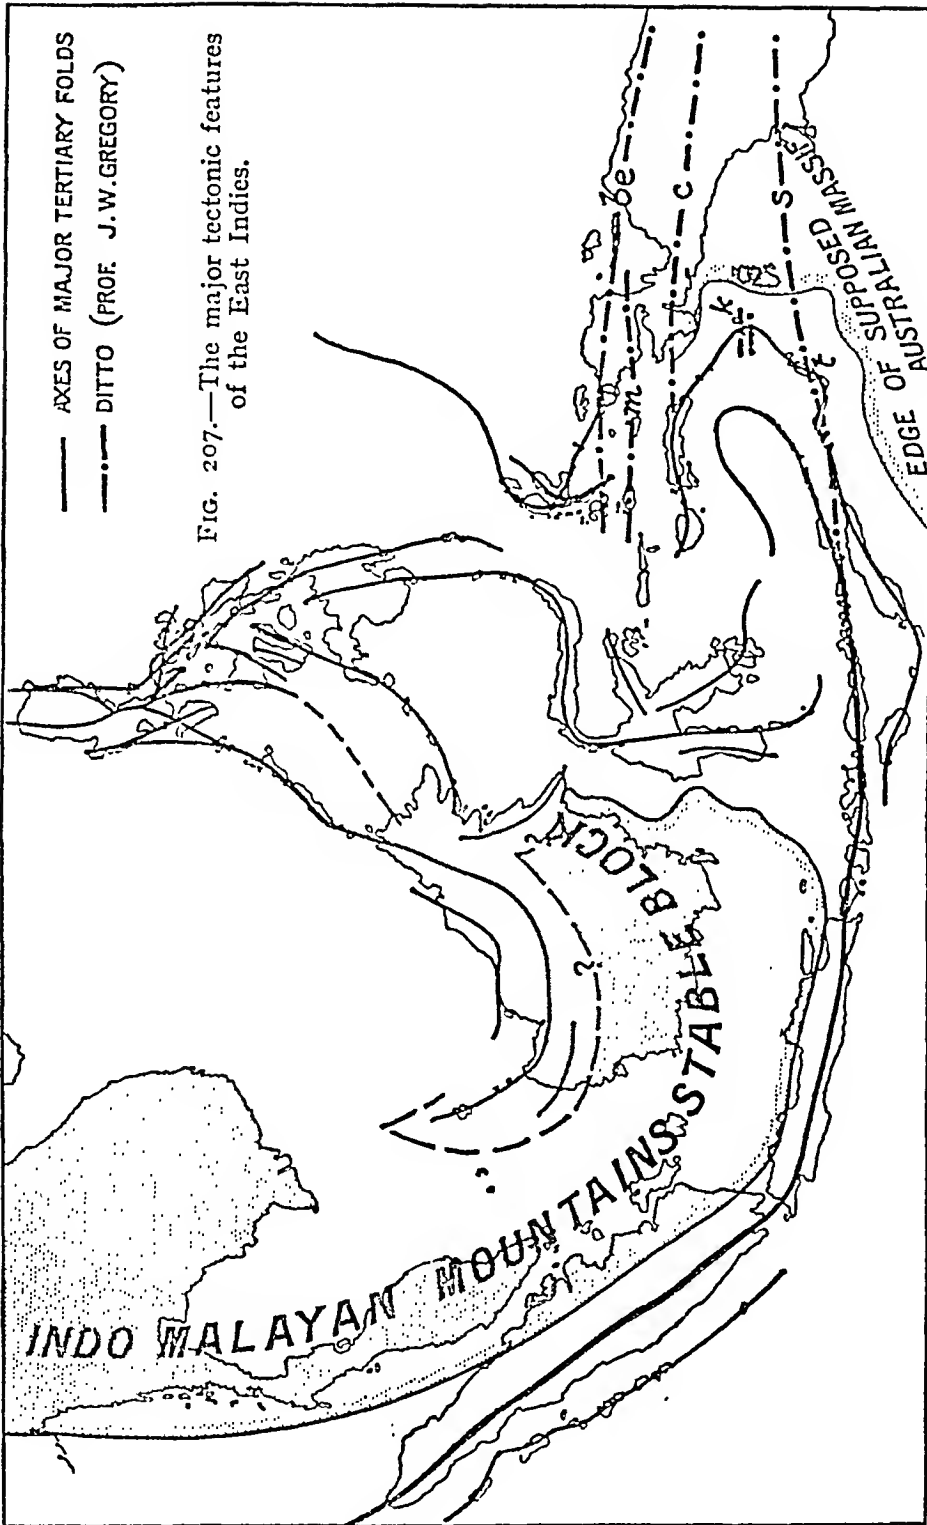 AXES OF MAJOR TERTIARY FOLDS
DITTO (PROF. J.W.GREGORY)
FIG. 207.—The major tectonic features
of the East Indies.
INDO MALAYAN MOUNTAINS STABLE BLOCK
?
?
?
be
m
c
k
s
t
EDGE OF SUPPOSED
AUSTRALIAN MASSIF